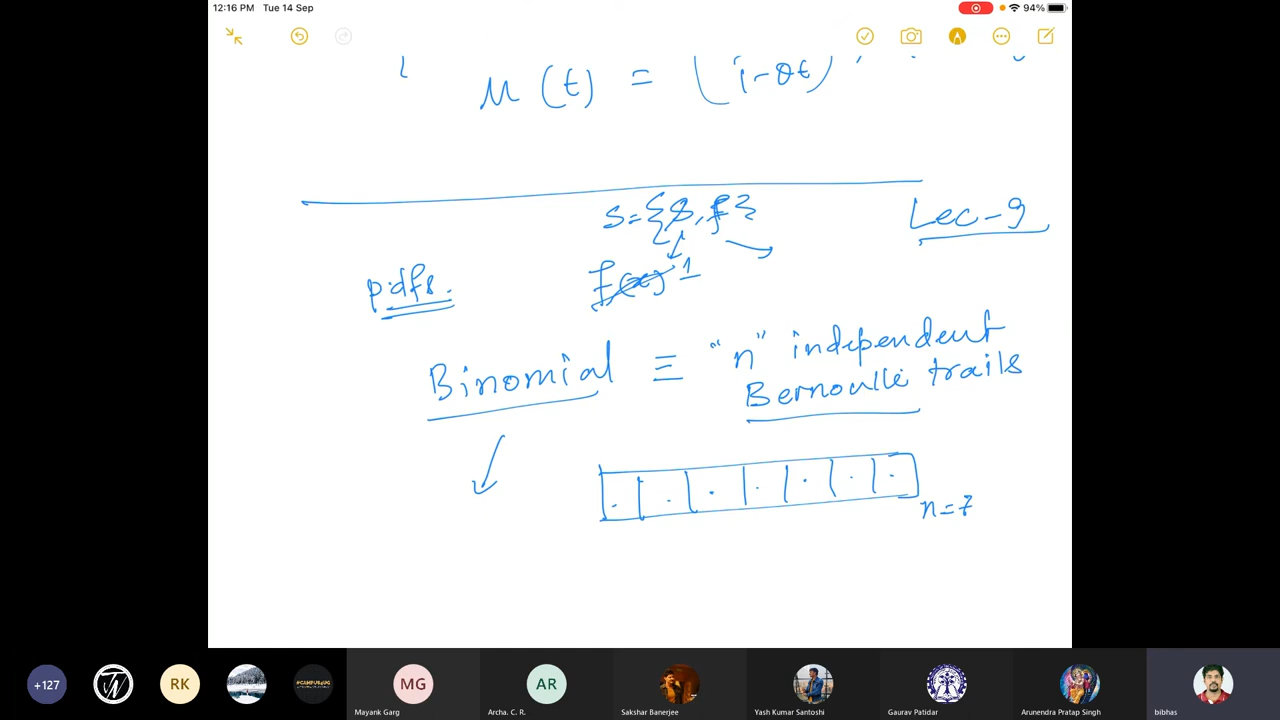 12:16 PM Tue 14 Sep
94%
M (t) = (1-θt)
S={S, F}
Lec-9
pdfs.
f(x) 1
Binomial ≡ "n" independent
Bernoulli trails
n=7
+127
RK
MG
AR
Mayank Garg
Archa. C. R.
Sakshar Banerjee
Yash Kumar Santoshi
Gaurav Patidar
Arunendra Pratap Singh
bibhas